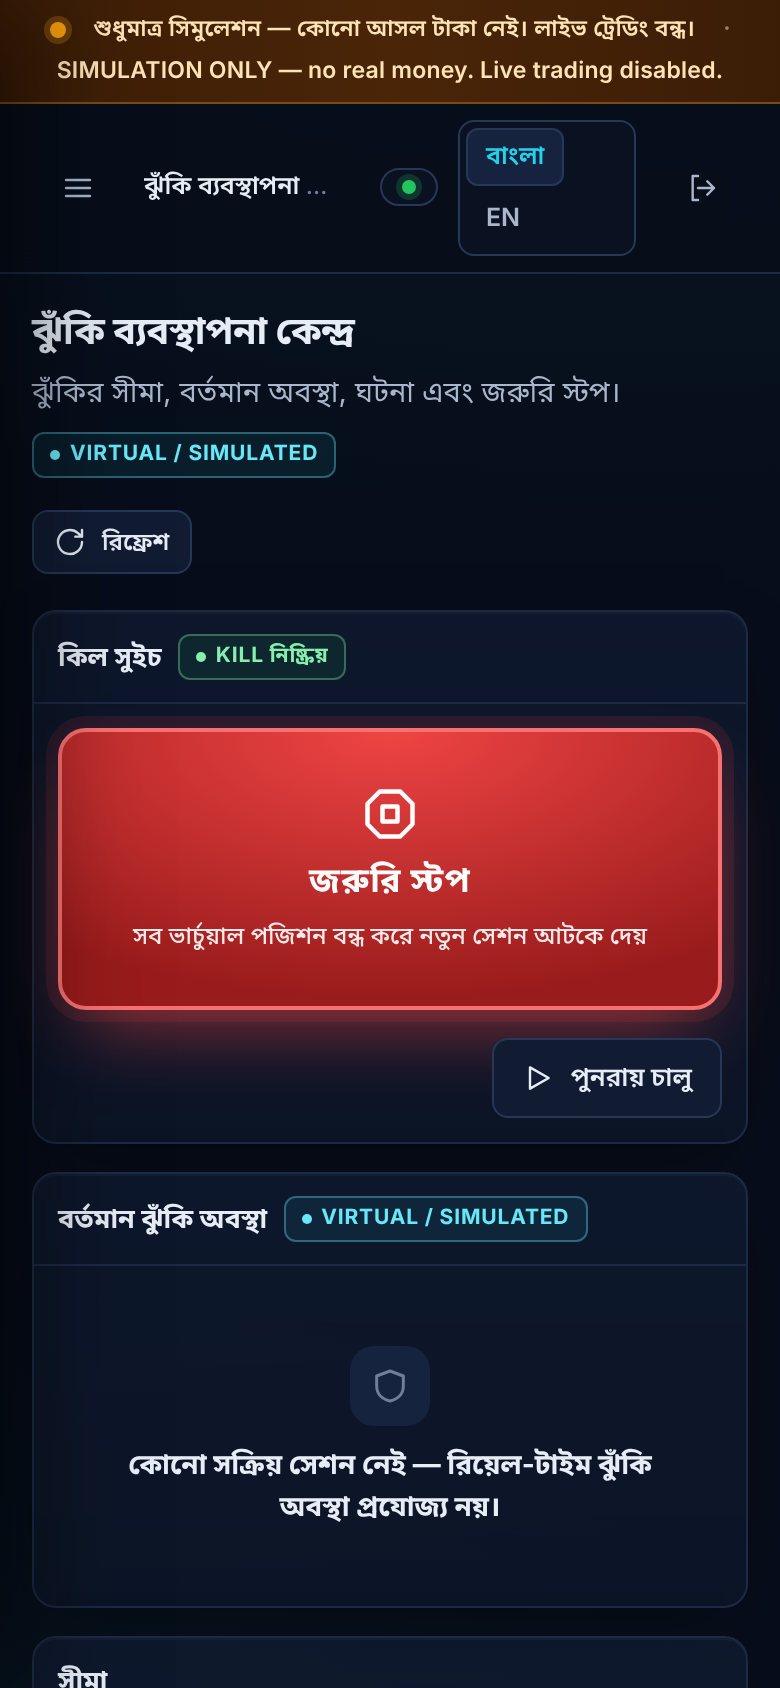 শুধুমাত্র সিমুলেশন — কোনো আসল টাকা নেই। লাইভ ট্রেডিং বন্ধ। ·
SIMULATION ONLY — no real money. Live trading disabled.
ঝুঁকি ব্যবস্থাপনা ...
বাংলা
EN
ঝুঁকি ব্যবস্থাপনা কেন্দ্র
ঝুঁকির সীমা, বর্তমান অবস্থা, ঘটনা এবং জরুরি স্টপ।
VIRTUAL / SIMULATED
রিফ্রেশ
কিল সুইচ
KILL নিষ্ক্রিয়
জরুরি স্টপ
সব ভার্চুয়াল পজিশন বন্ধ করে নতুন সেশন আটকে দেয়
পুনরায় চালু
বর্তমান ঝুঁকি অবস্থা
VIRTUAL / SIMULATED
কোনো সক্রিয় সেশন নেই — রিয়েল-টাইম ঝুঁকি
অবস্থা প্রযোজ্য নয়।
সীমা